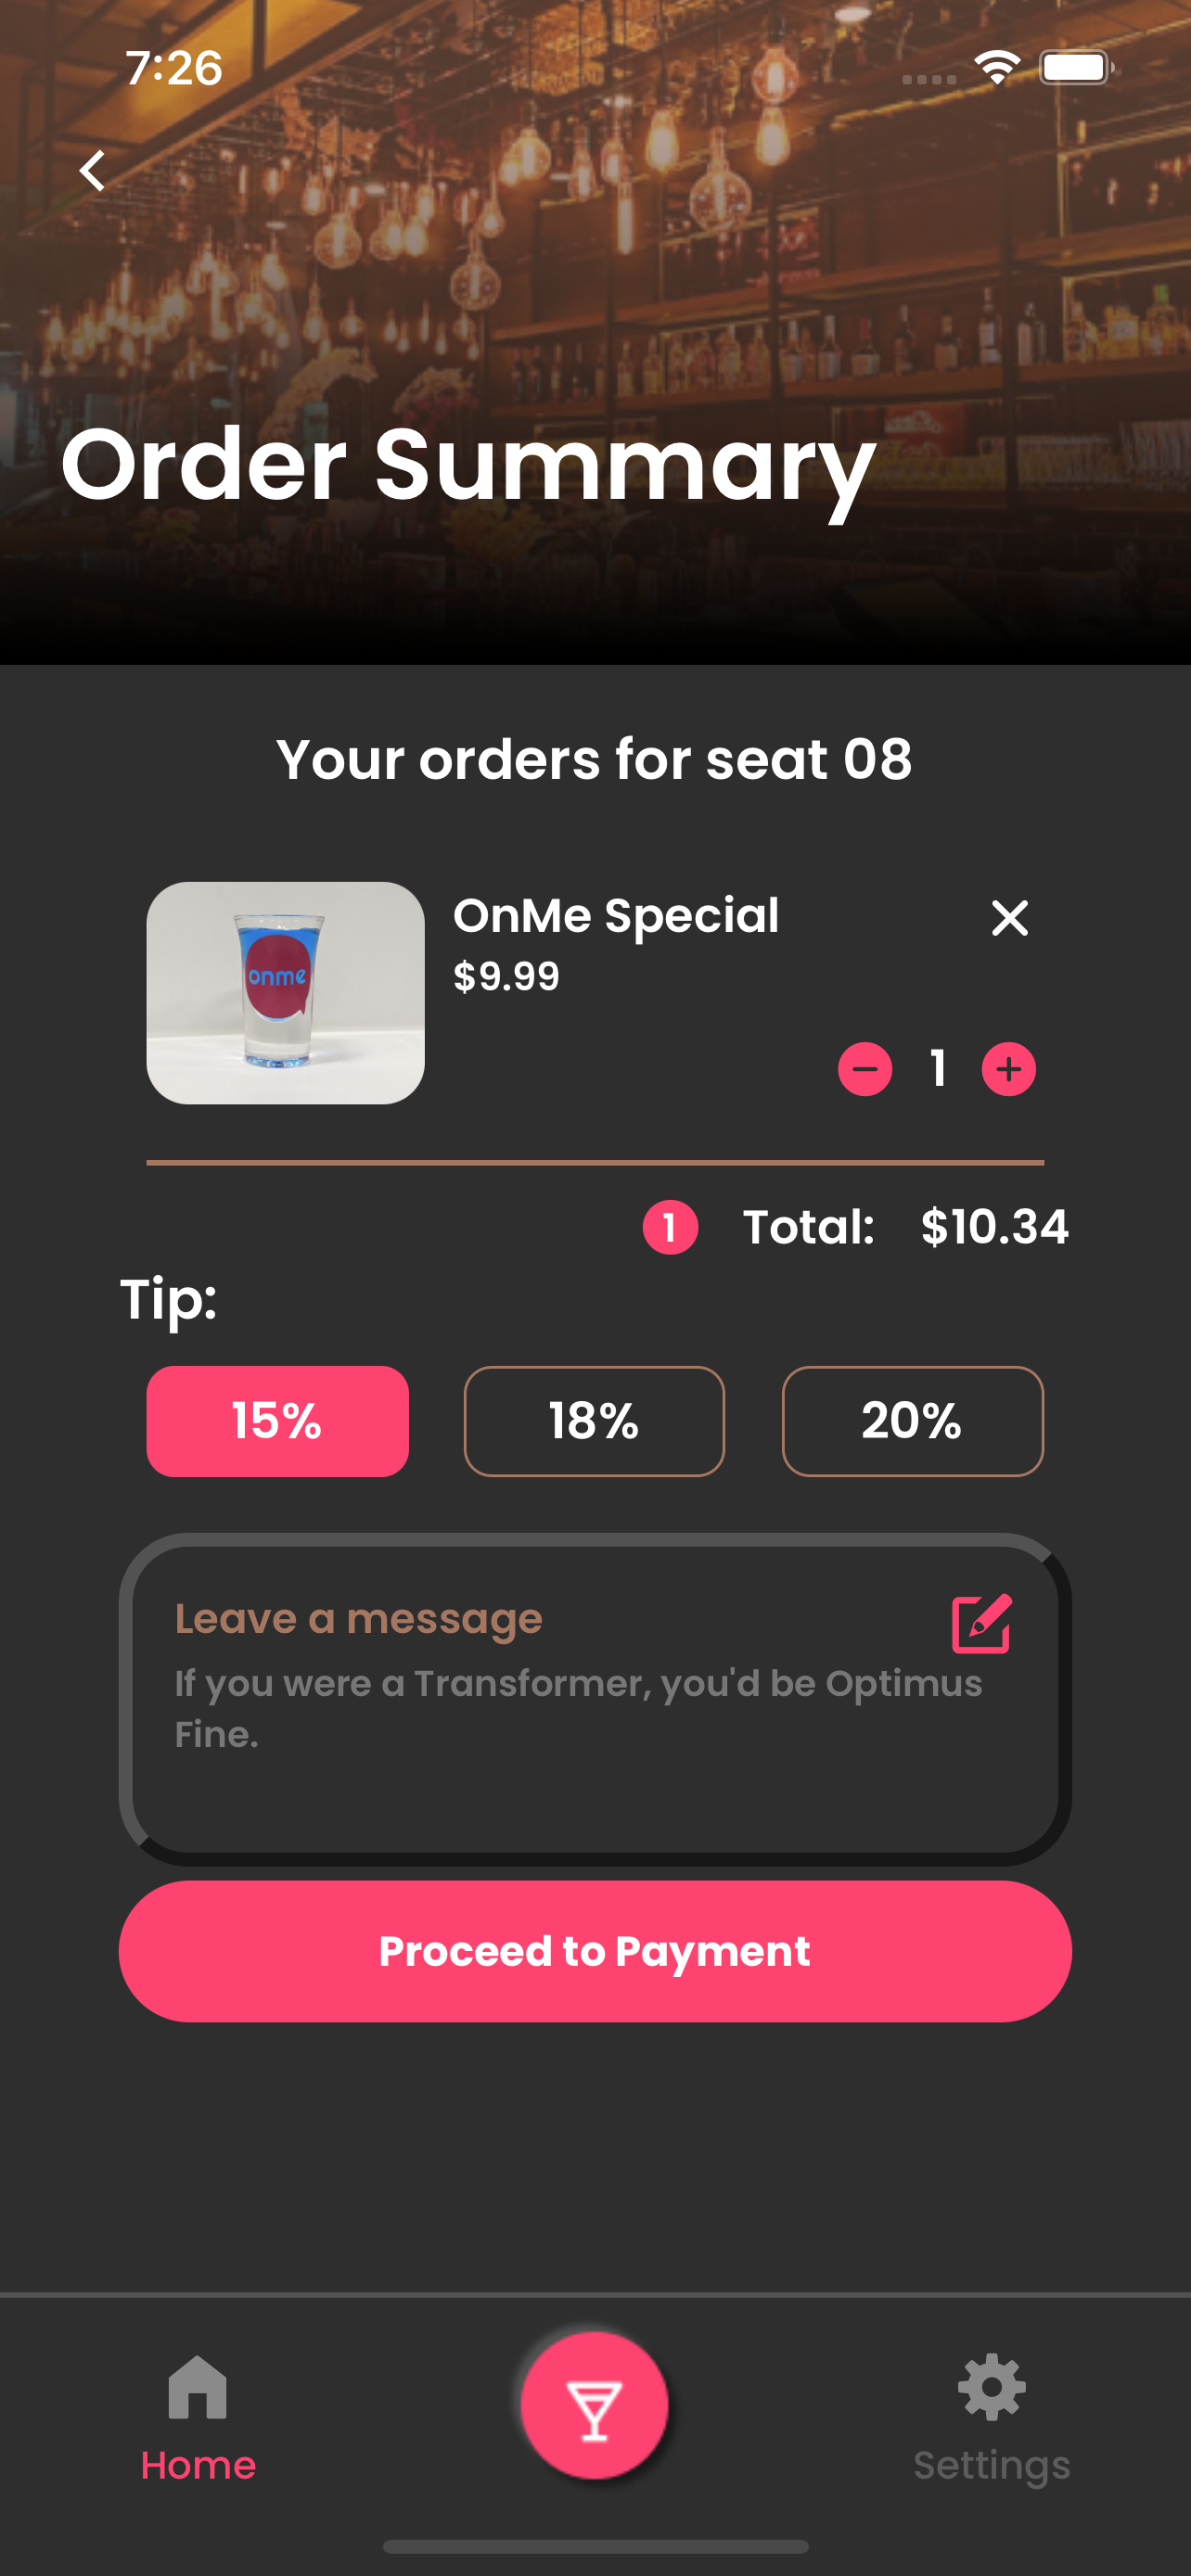 7:26
Order Summary
Your orders for seat 08
onme
OnMe Special
$9.99
1
1 Total: $10.34
Tip:
15% 18% 20%
Leave a message
If you were a Transformer, you'd be Optimus
Fine.
Proceed to Payment
Home Settings